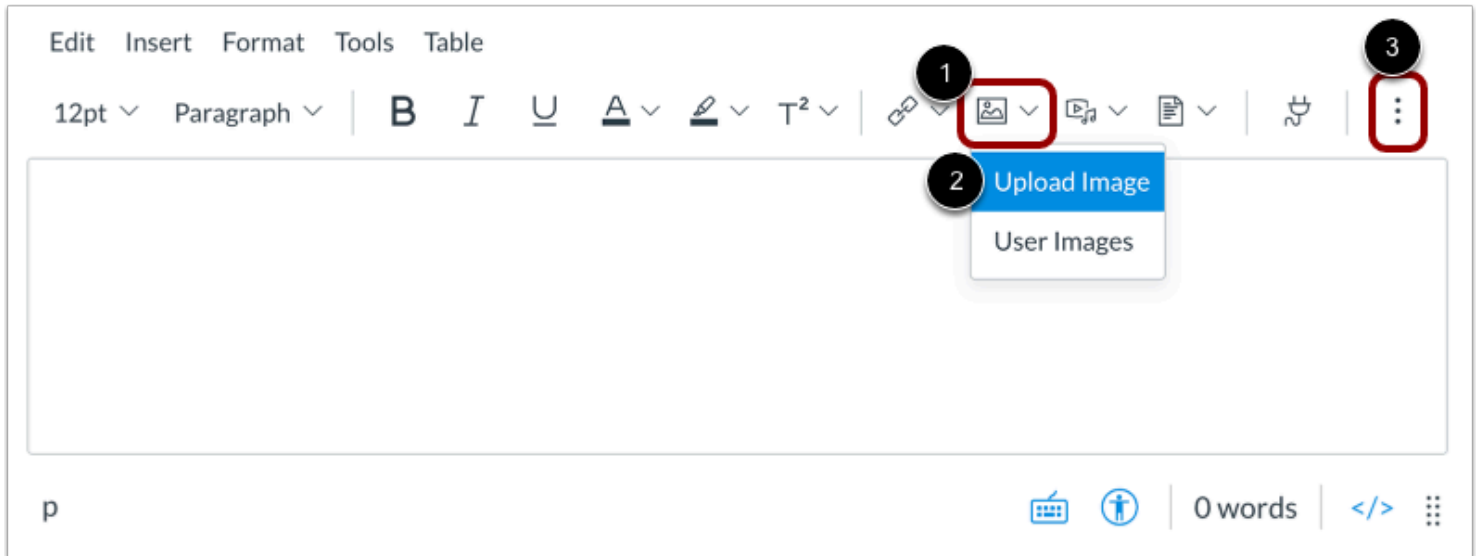 Edit Insert Format Tools Table
1
3
12pt Paragraph B I U A T²
2 Upload Image
User Images
p 0 words </>